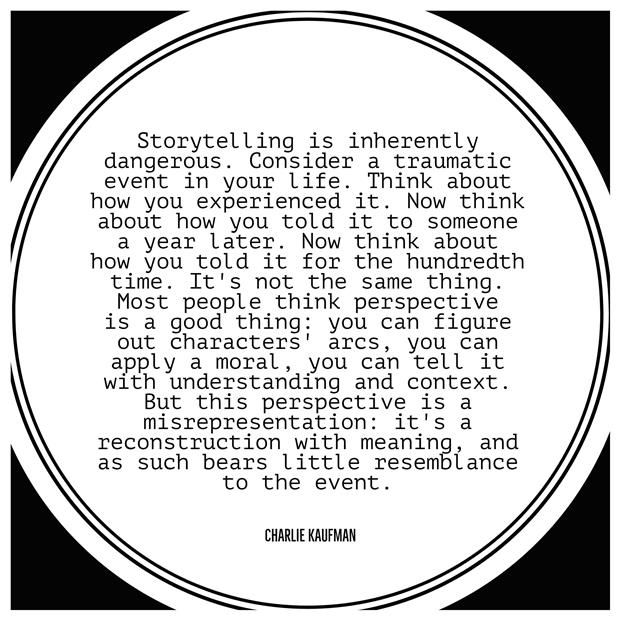 Storytelling is inherently
dangerous. Consider a traumatic
event in your life. Think about
how you experienced it. Now think
about how you told it to someone
a year later. Now think about
how you told it for the hundredth
time. It's not the same thing.
Most people think perspective
is a good thing: you can figure
out characters' arcs, you can
apply a moral, you can tell it
with understanding and context.
But this perspective is a
misrepresentation: it's a
reconstruction with meaning, and
as such bears little resemblance
to the event.
CHARLIE KAUFMAN